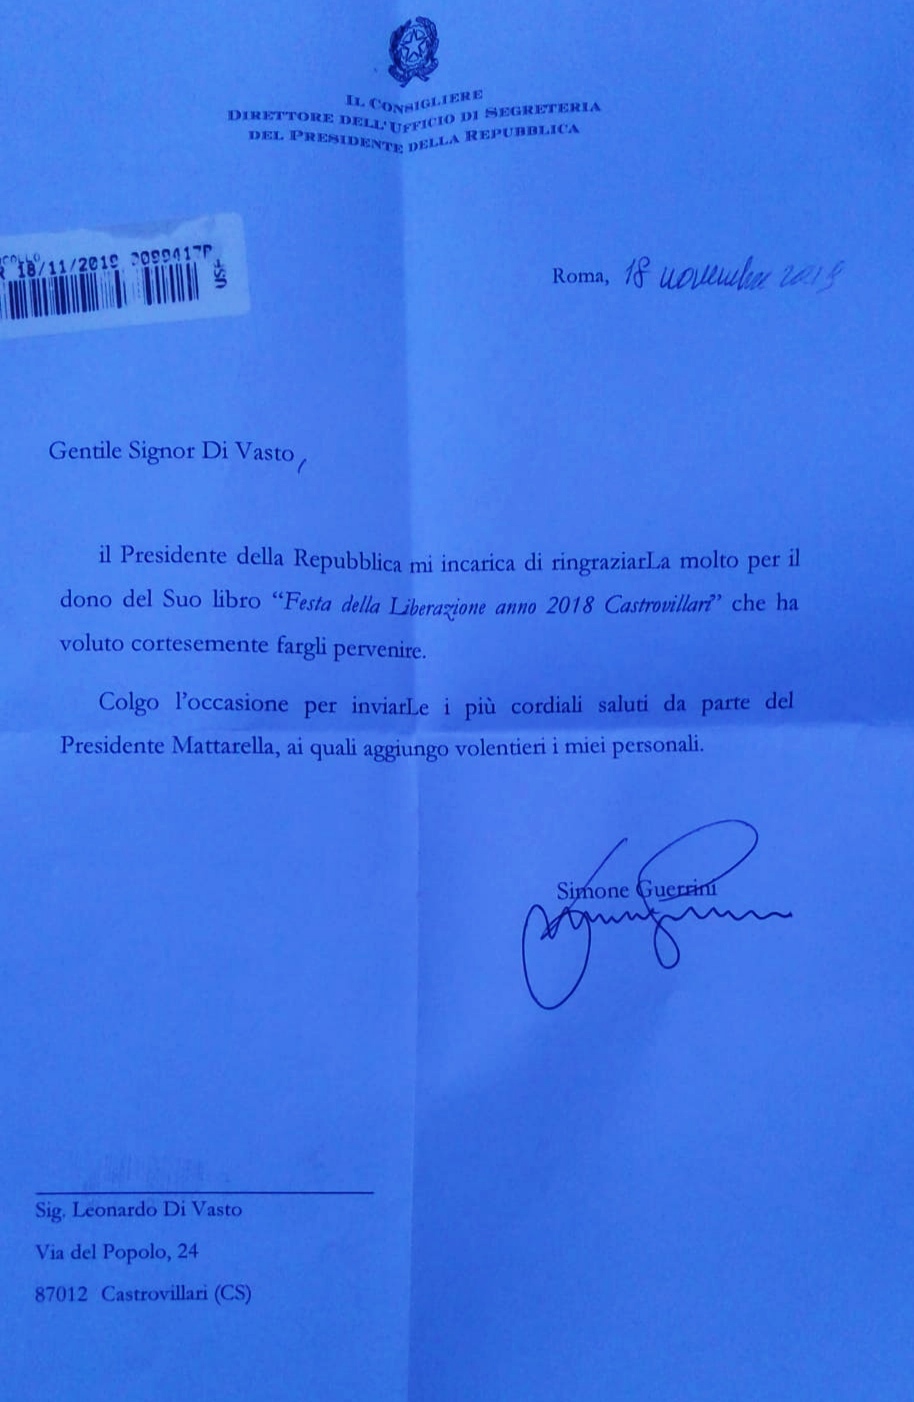 Il Consigliere
Direttore dell'Ufficio di Segreteria
del Presidente della Repubblica
18/11/2019
Roma, 18 novembre 2019
Gentile Signor Di Vasto,
il Presidente della Repubblica mi incarica di ringraziarLa molto per il
dono del Suo libro “Festa della Liberazione anno 2018 Castrovillari” che ha
voluto cortesemente fargli pervenire.
Colgo l’occasione per inviarLe i più cordiali saluti da parte del
Presidente Mattarella, ai quali aggiungo volentieri i miei personali.
Simone Guerrini
Sig. Leonardo Di Vasto
Via del Popolo, 24
87012 Castrovillari (CS)